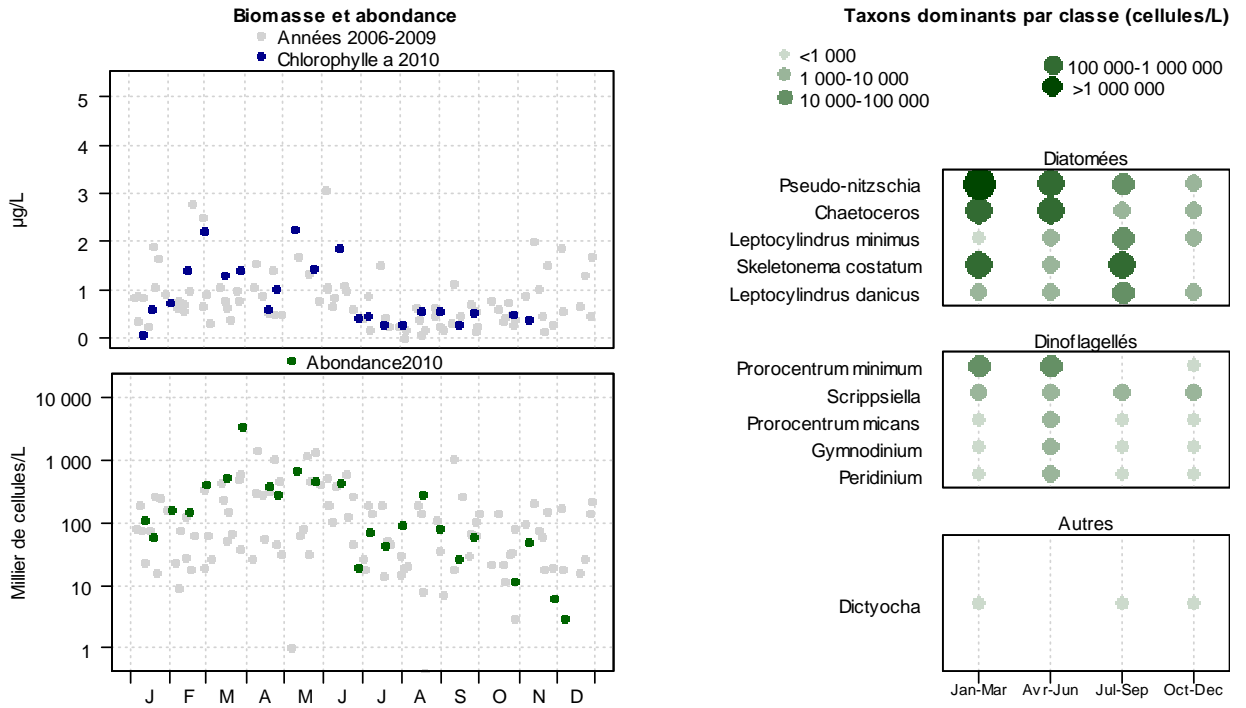 Biomasse et abondance
Années 2006-2009
Chlorophylle a 2010
5
4
3
2
1
0
µg/L
Abondance2010
10 000
1 000
100
10
1
Millier de cellules/L
J F M A M J J A S O N D
Taxons dominants par classe (cellules/L)
<1 000
1 000-10 000
10 000-100 000
100 000-1 000 000
>1 000 000
Diatomées
Pseudo-nitzschia
Chaetoceros
Leptocylindrus minimus
Skeletonema costatum
Leptocylindrus danicus
Dinoflagellés
Prorocentrum minimum
Scrippsiella
Prorocentrum micans
Gymnodinium
Peridinium
Autres
Dictyocha
Jan-Mar Avr-Jun Jul-Sep Oct-Dec